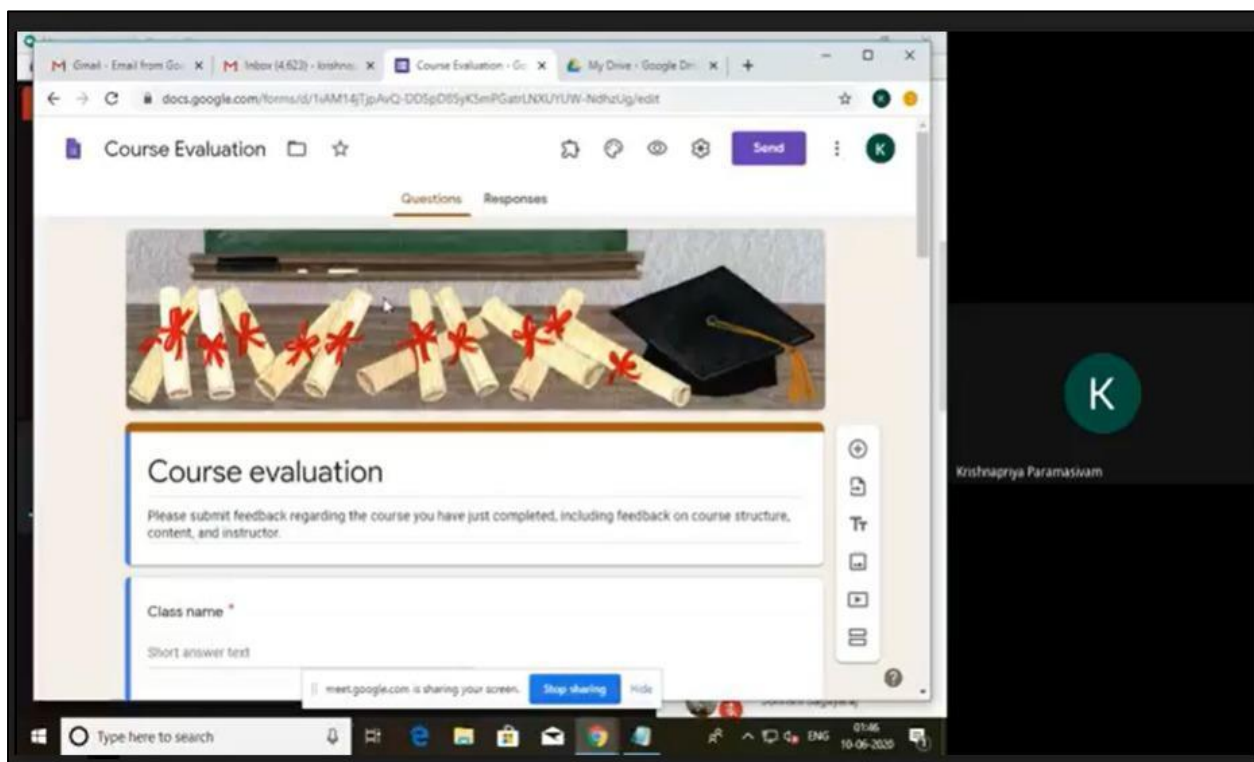 Gmail - Email from Go
Inbox (4,623) - krishna
Course Evaluation - Go
My Drive - Google Dri
docs.google.com/forms/d/
/edit
K
Course Evaluation
Send
K
Questions Responses
Course evaluation
Please submit feedback regarding the course you have just completed, including feedback on course structure,
content, and instructor.
Class name *
Short answer text
Tт
meet.google.com is sharing your screen. Stop sharing Hide
K
Krishnapriya Paramasivam
Type here to search
ENG
01:46
10-06-2020